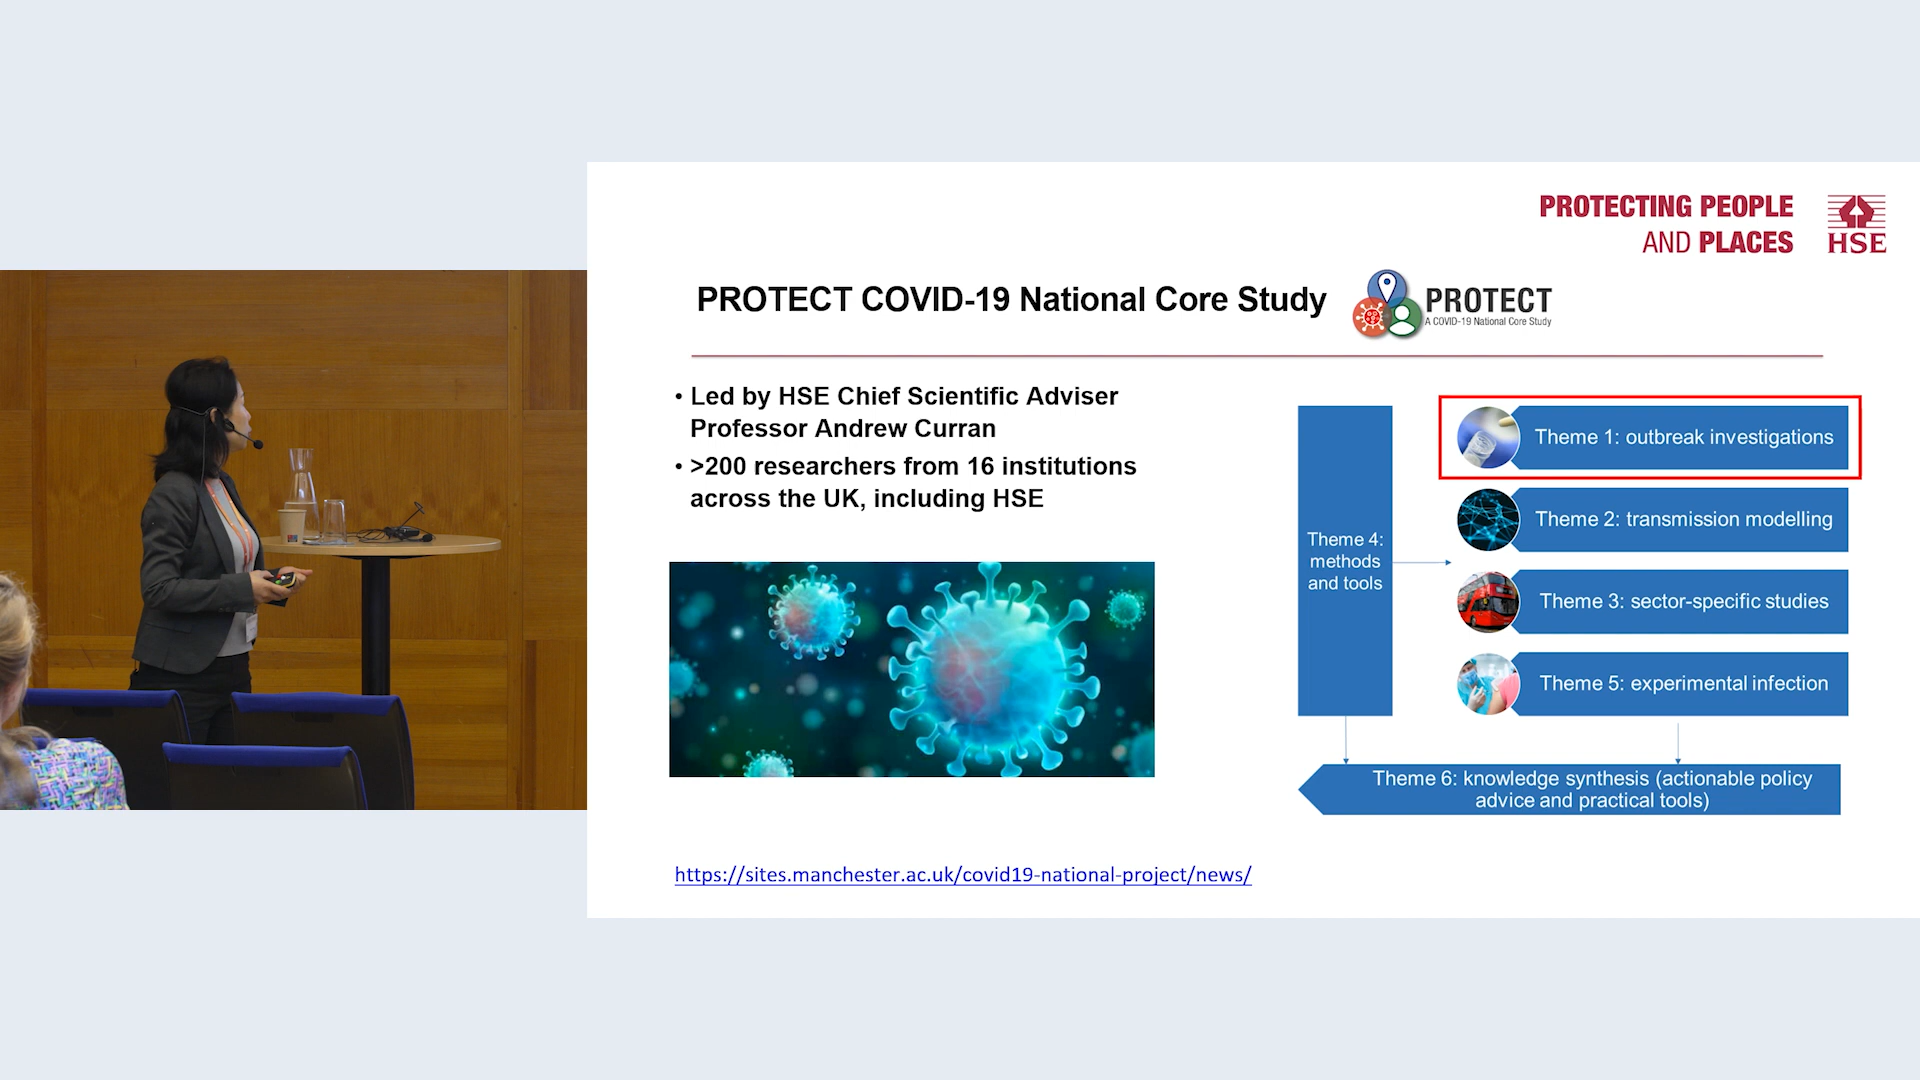 PROTECTING PEOPLE
AND PLACES
HSE
PROTECT COVID-19 National Core Study
PROTECT
A COVID-19 National Core Study
• Led by HSE Chief Scientific Adviser
Professor Andrew Curran
• >200 researchers from 16 institutions
across the UK, including HSE
Theme 4:
methods
and tools
Theme 1: outbreak investigations
Theme 2: transmission modelling
Theme 3: sector-specific studies
Theme 5: experimental infection
Theme 6: knowledge synthesis (actionable policy
advice and practical tools)
https://sites.manchester.ac.uk/covid19-national-project/news/